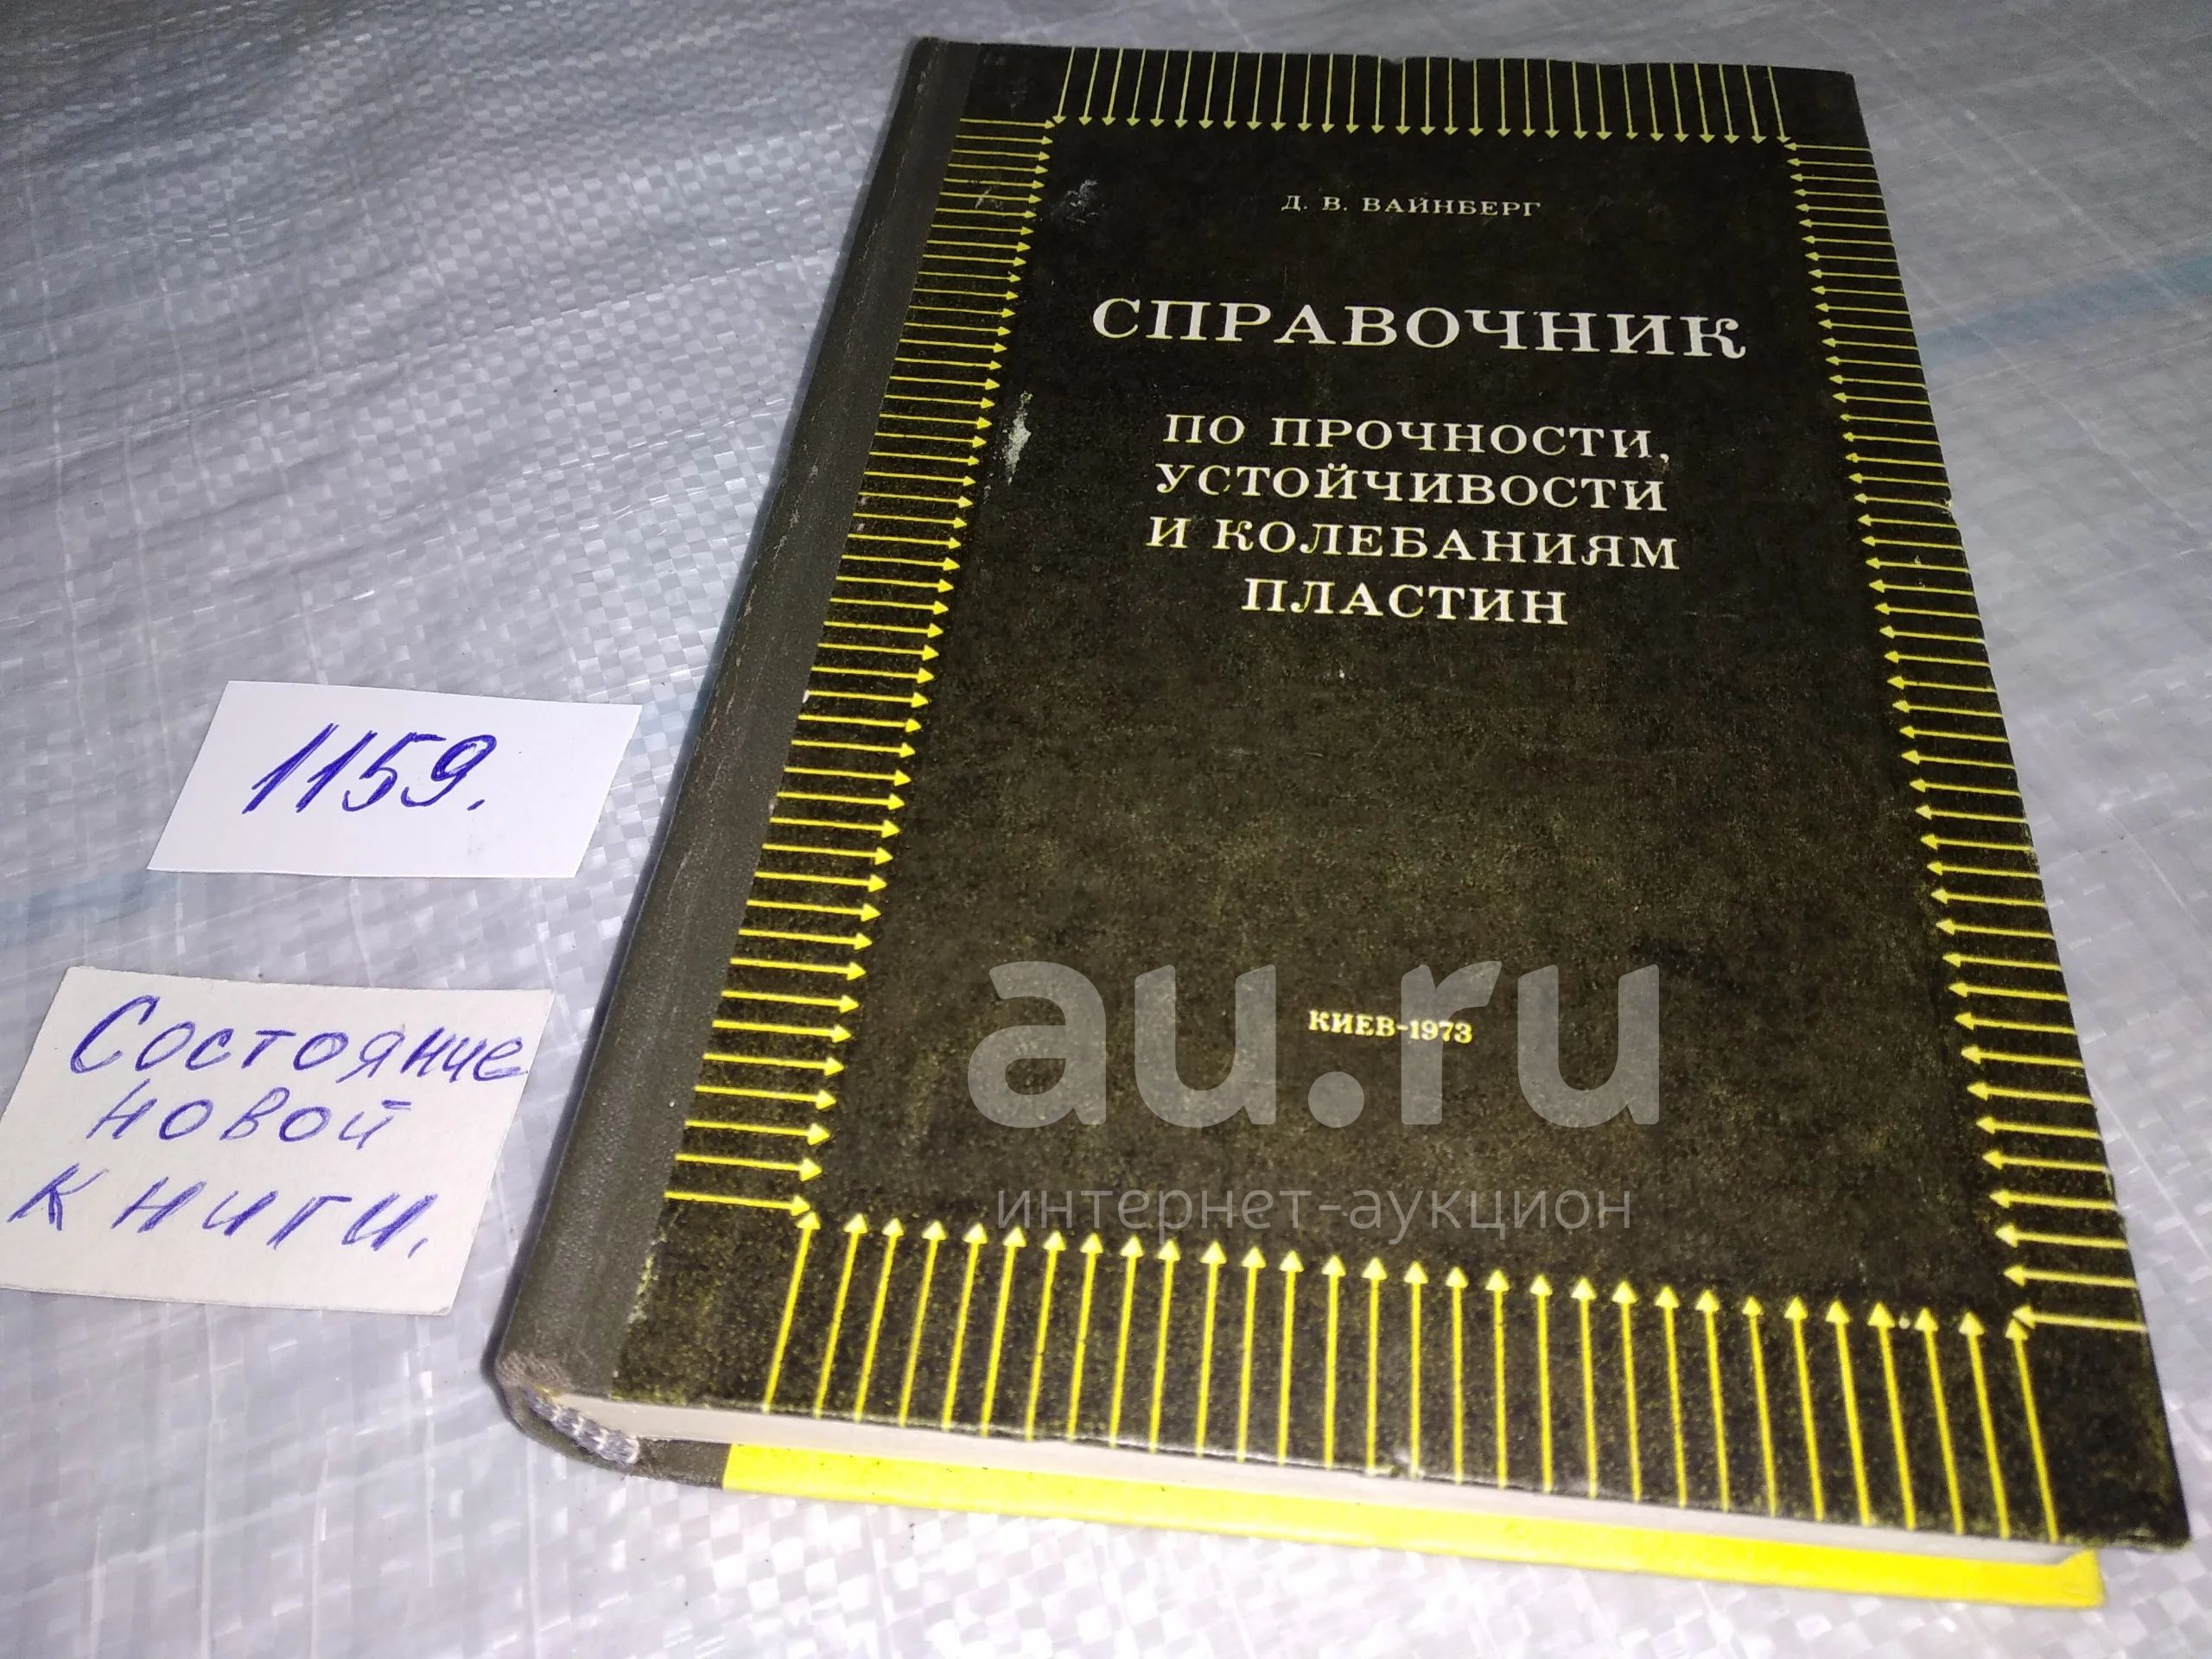 Д. В. ВАЙНБЕРГ
СПРАВОЧНИК
ПО ПРОЧНОСТИ,
УСТОЙЧИВОСТИ
И КОЛЕБАНИЯМ
ПЛАСТИН
КИЕВ-1973
1159.
Состояние
новой
книги.
au.ru
интернет-аукцион